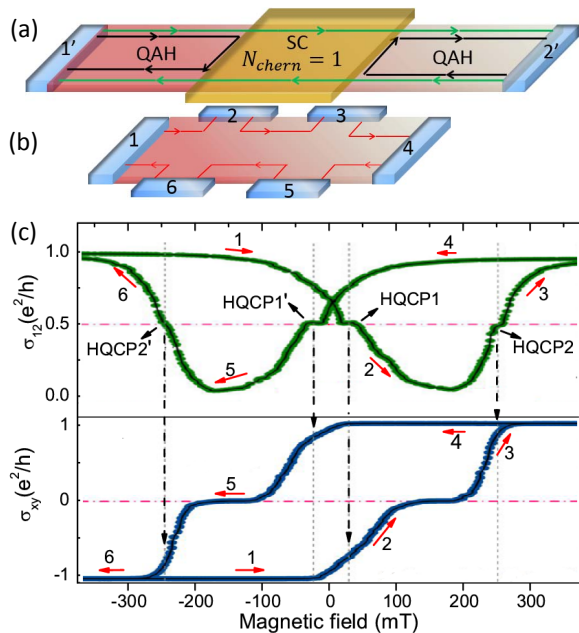 (a)
1'
QAH
SC
N_chern = 1
QAH
2'
(b)
1
2
3
4
6
5
(c)
σ12(e²/h)
1.0
0.5
0.0
1
4
6
3
HQCP1'
HQCP1
HQCP2'
HQCP2
5
2
σxy(e²/h)
1
0
-1
4
3
5
2
6
1
-300 -200 -100 0 100 200 300
Magnetic field (mT)